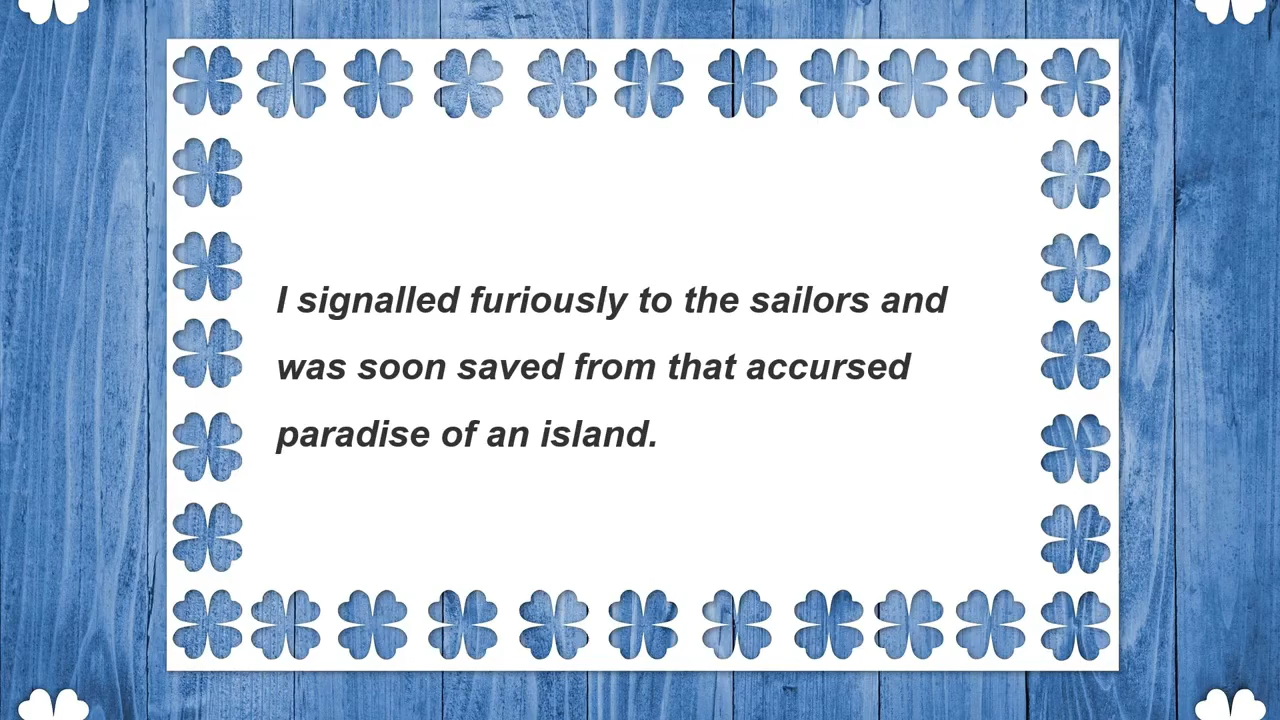 I signalled furiously to the sailors and
was soon saved from that accursed
paradise of an island.